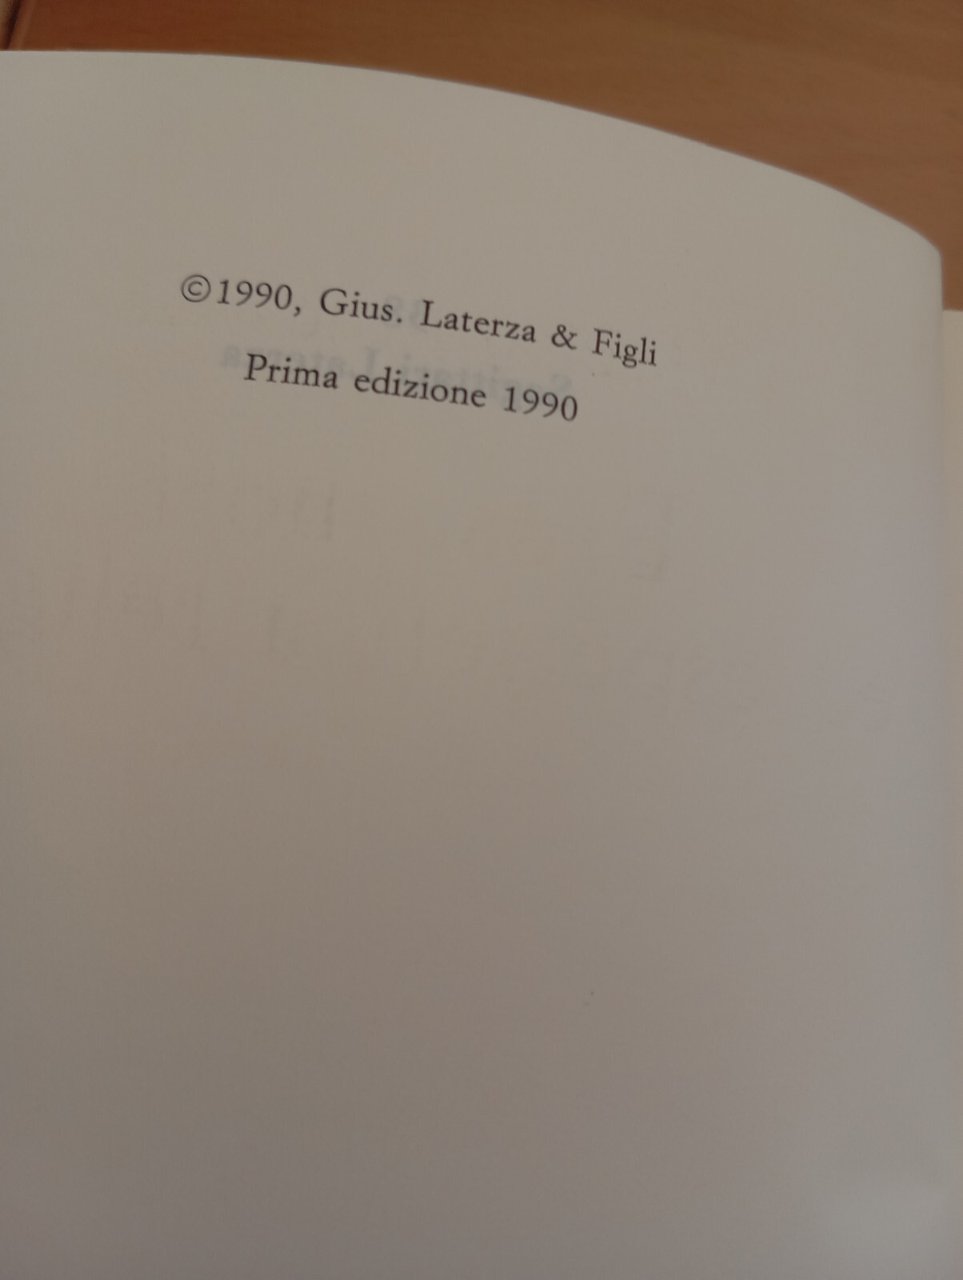 ©1990, Gius. Laterza & Figli
Prima edizione 1990